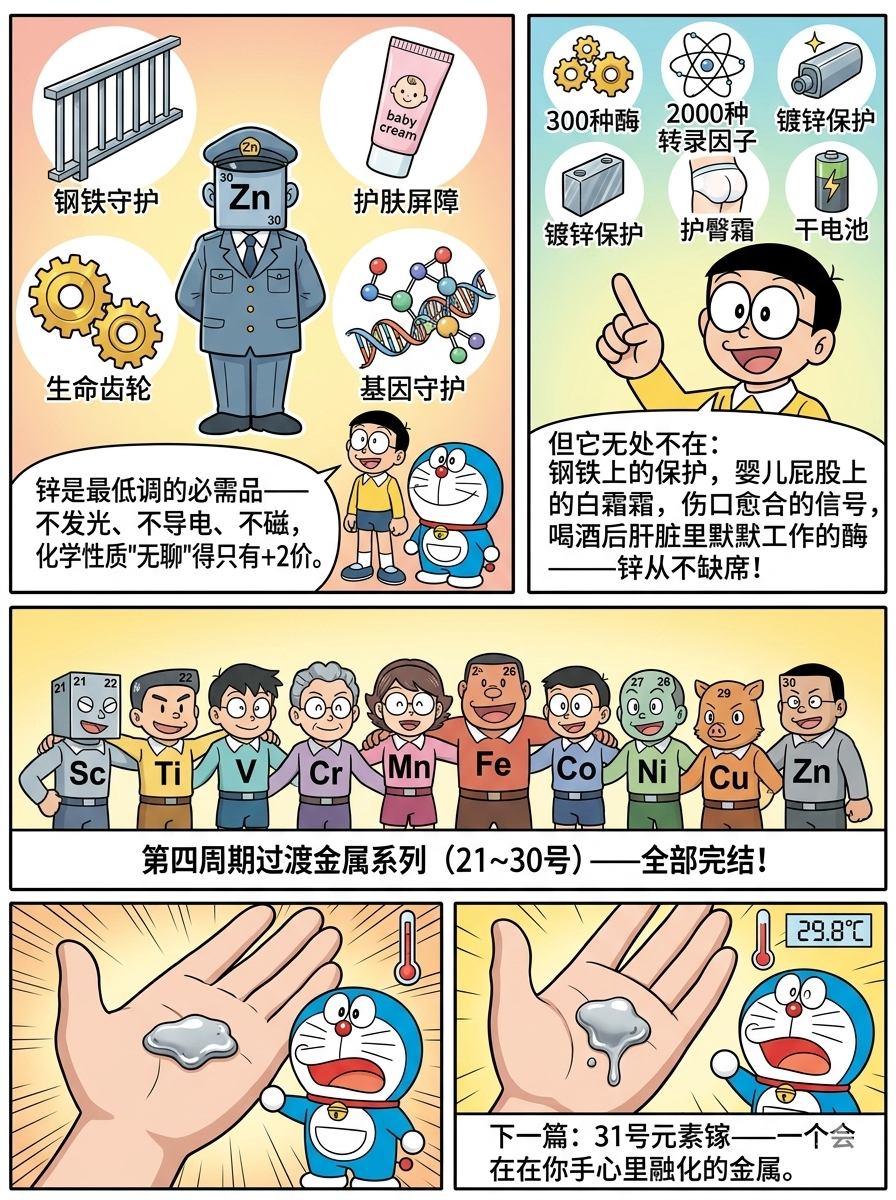 钢铁守护
baby
cream
护肤屏障
Zn
30
Zn
30
生命齿轮
基因守护
锌是最低调的必需品——
不发光、不导电、不磁，
化学性质"无聊"得只有+2价。
300种酶
2000种
转录因子
镀锌保护
镀锌保护
护臀霜
干电池
但它无处不在：
钢铁上的保护，婴儿屁股上
的白霜霜，伤口愈合的信号，
喝酒后肝脏里默默工作的酶
——锌从不缺席！
21 21 22
22
2 26
27 28
29
30
Sc Ti V Cr Mn Fe Co Ni Cu Zn
第四周期过渡金属系列（21~30号）——全部完结！
29.8℃
下一篇：31号元素镓——一个会
在在你手心里融化的金属。